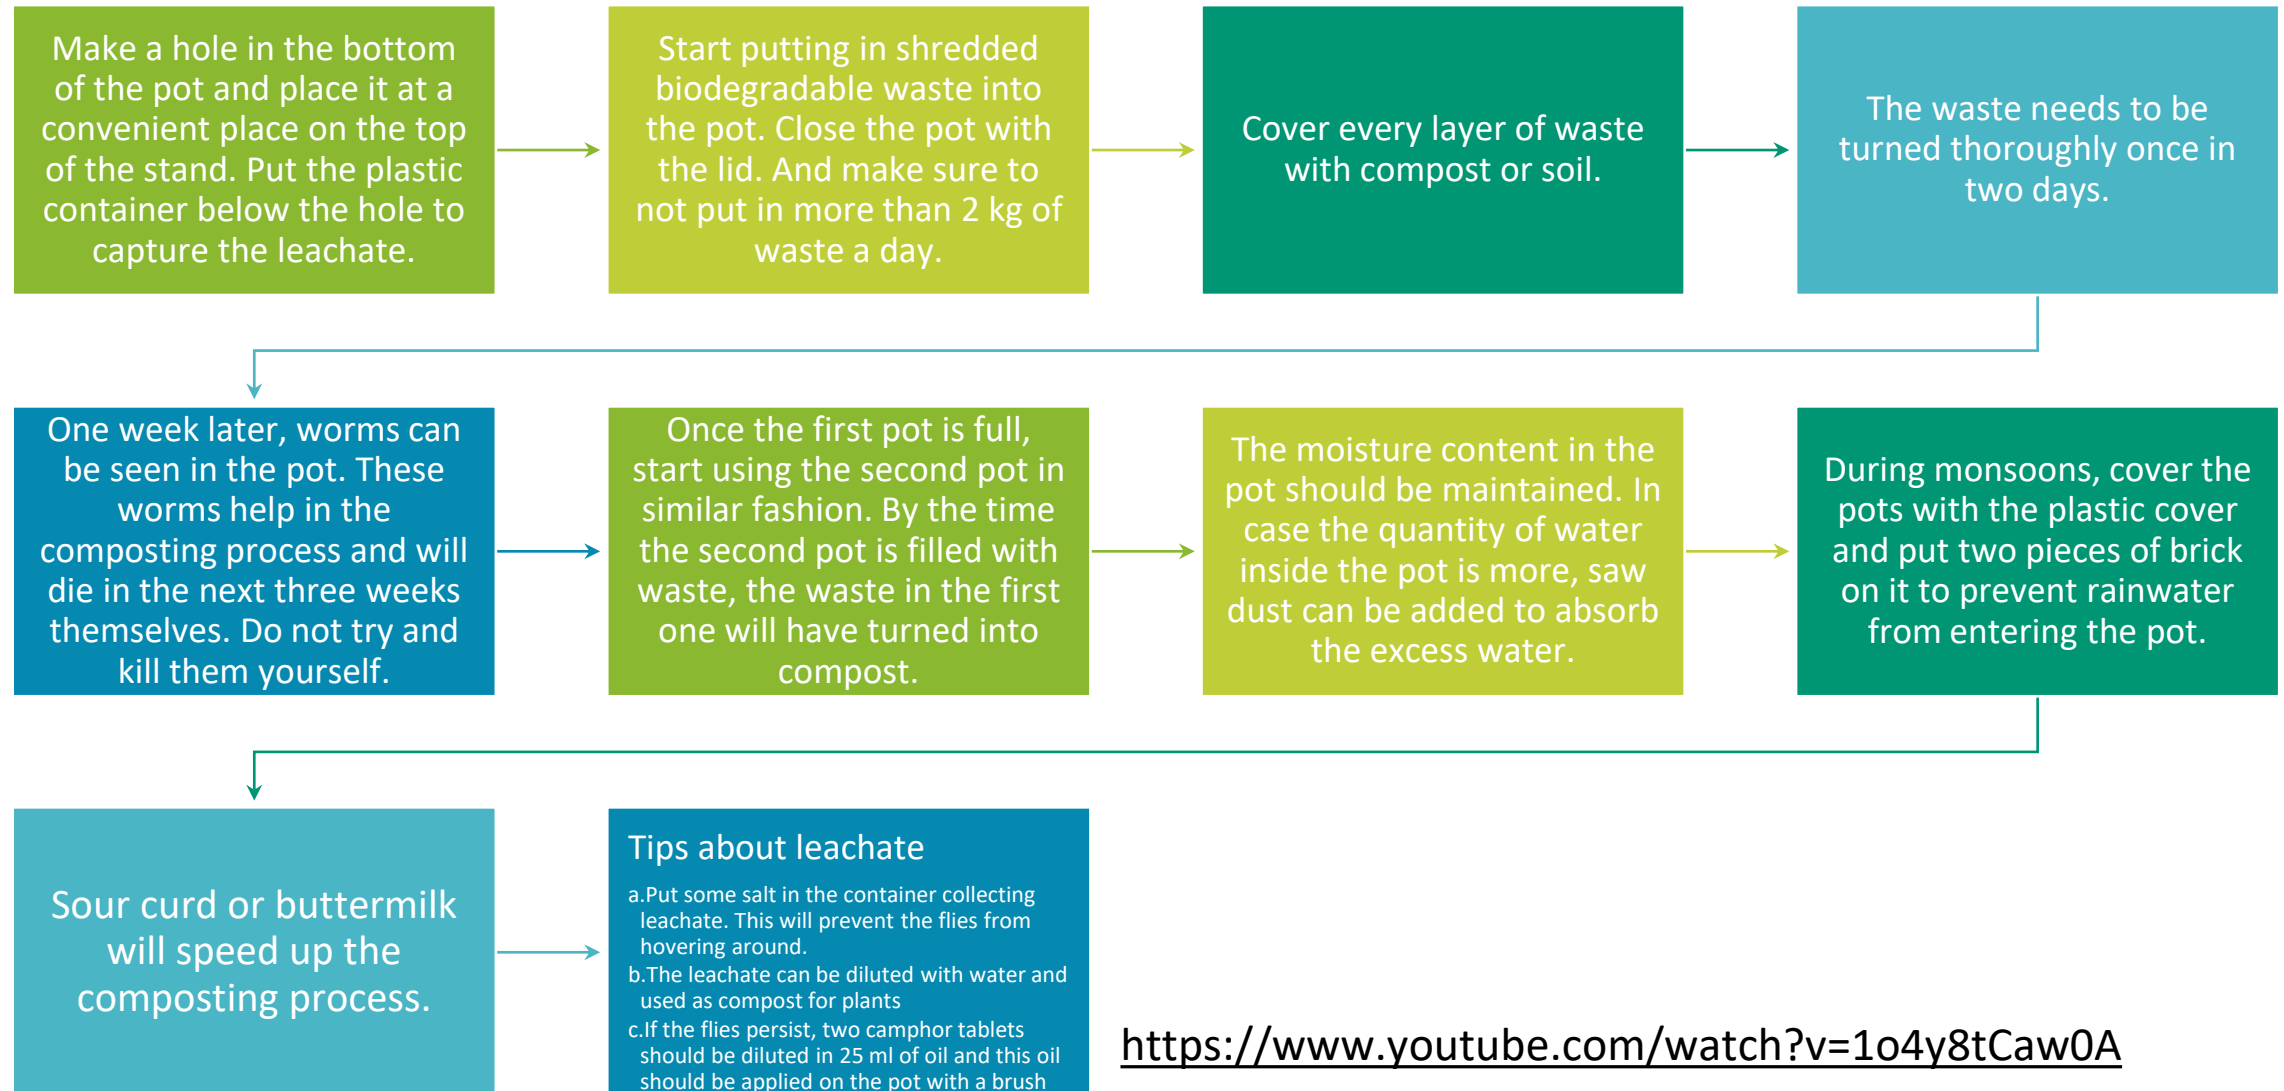 Make a hole in the bottom
of the pot and place it at a
convenient place on the top
of the stand. Put the plastic
container below the hole to
capture the leachate.
Start putting in shredded
biodegradable waste into
the pot. Close the pot with
the lid. And make sure to
not put in more than 2 kg of
waste a day.
Cover every layer of waste
with compost or soil.
The waste needs to be
turned thoroughly once in
two days.
One week later, worms can
be seen in the pot. These
worms help in the
composting process and will
die in the next three weeks
themselves. Do not try and
kill them yourself.
Once the first pot is full,
start using the second pot in
similar fashion. By the time
the second pot is filled with
waste, the waste in the first
one will have turned into
compost.
The moisture content in the
pot should be maintained. In
case the quantity of water
inside the pot is more, saw
dust can be added to absorb
the excess water.
During monsoons, cover the
pots with the plastic cover
and put two pieces of brick
on it to prevent rainwater
from entering the pot.
Sour curd or buttermilk
will speed up the
composting process.
Tips about leachate
a.Put some salt in the container collecting
leachate. This will prevent the flies from
hovering around.
b.The leachate can be diluted with water and
used as compost for plants
c.If the flies persist, two camphor tablets
should be diluted in 25 ml of oil and this oil
should be applied on the pot with a brush
https://www.youtube.com/watch?v=1o4y8tCaw0A